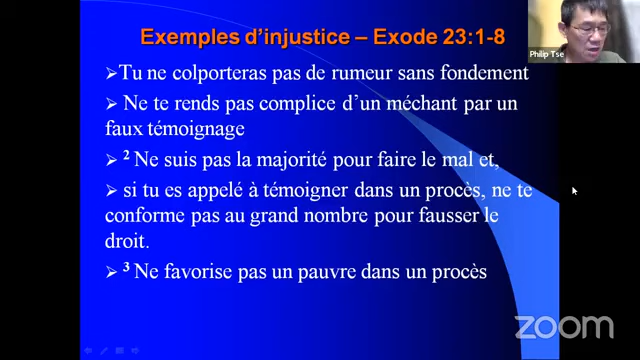 Exemples d’injustice – Exode 23:1-8
➢Tu ne colporteras pas de rumeur sans fondement
➢ Ne te rends pas complice d’un méchant par un
faux témoignage
➢ 2 Ne suis pas la majorité pour faire le mal et,
➢ si tu es appelé à témoigner dans un procès, ne te
conforme pas au grand nombre pour fausser le
droit.
➢ 3 Ne favorise pas un pauvre dans un procès
Philip Tse
zoom